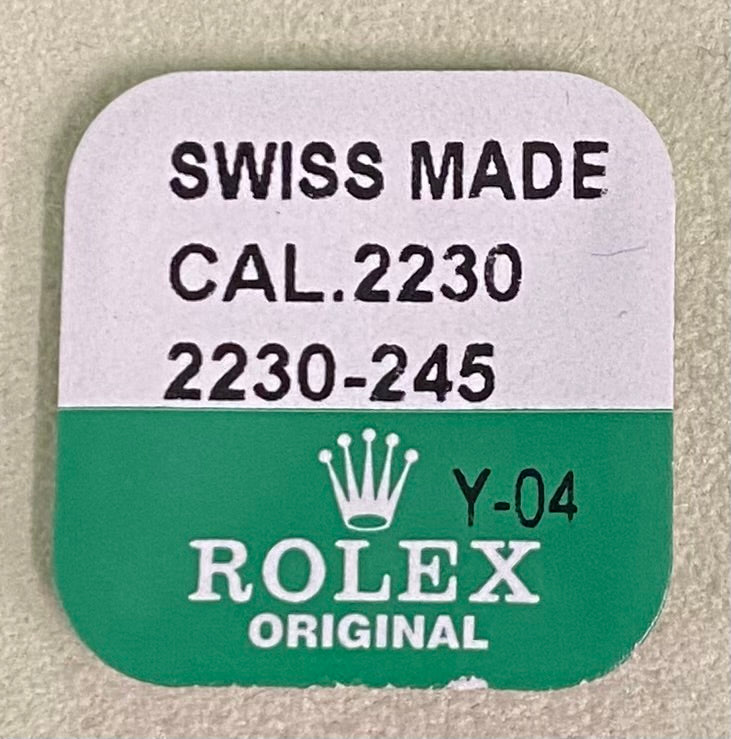 SWISS MADE
CAL.2230
2230-245
Y-04
ROLEX
ORIGINAL